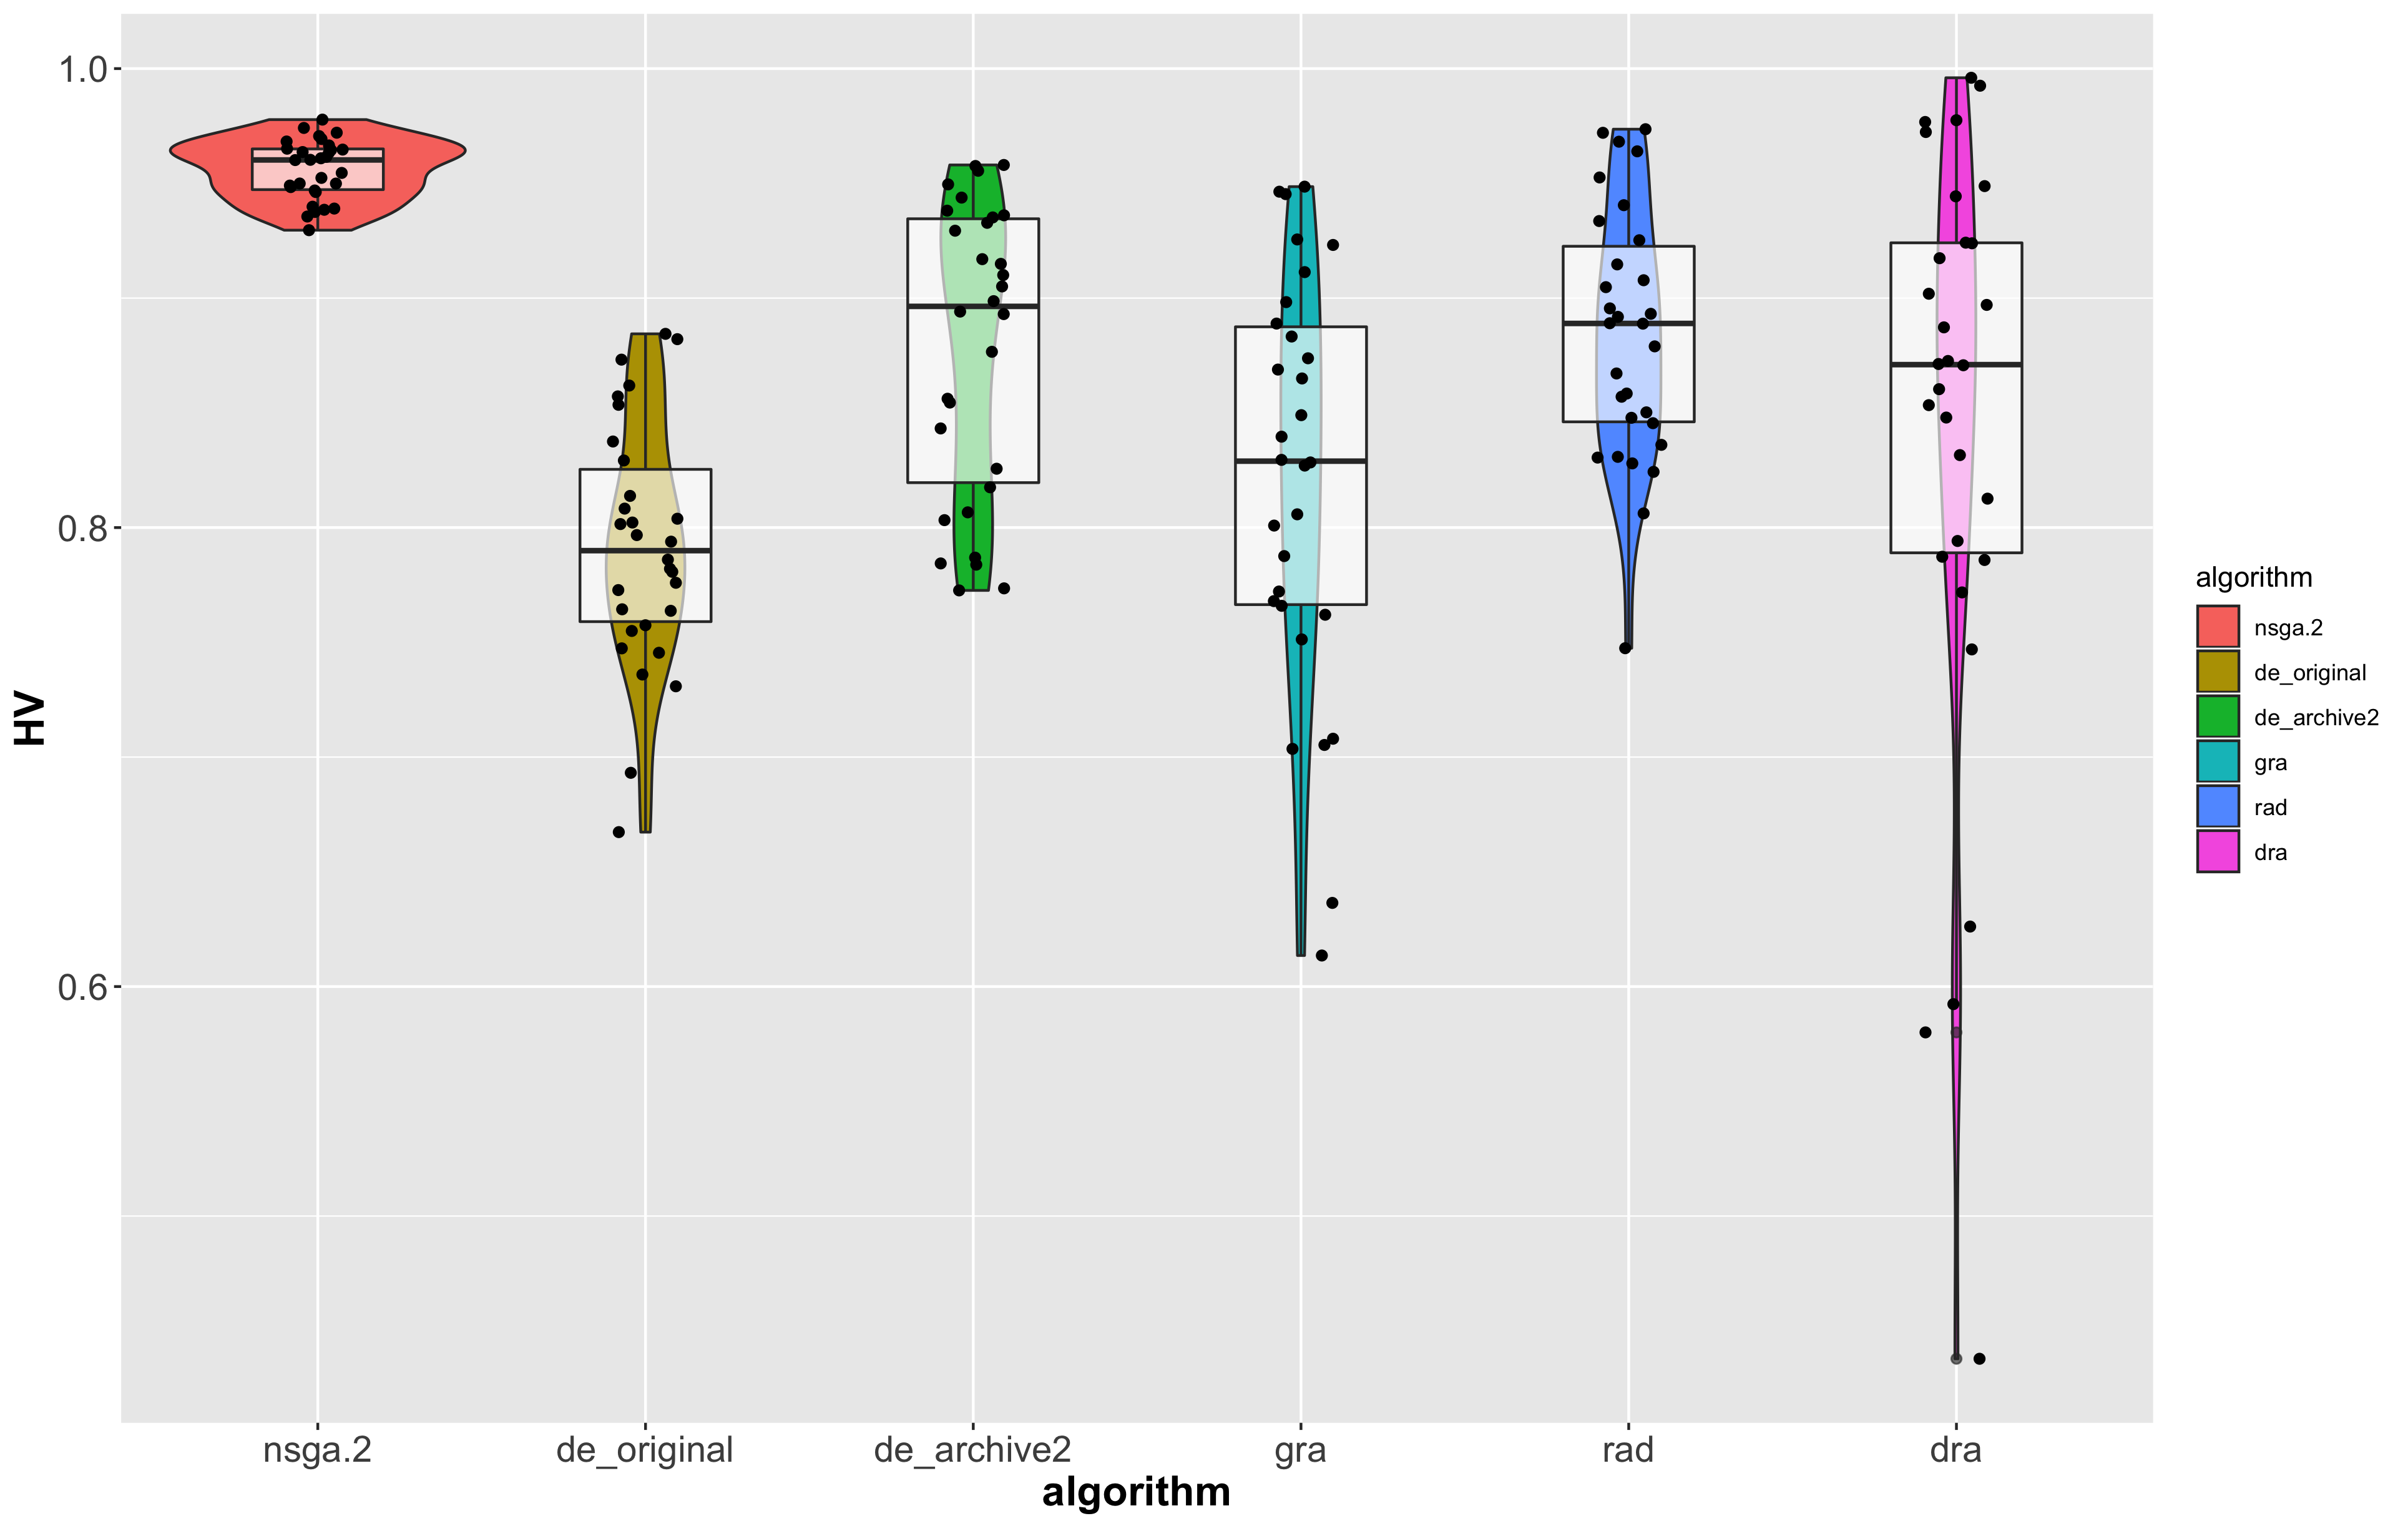 1.0
0.8
0.6
HV
nsga.2 de_original de_archive2 gra rad dra
algorithm
algorithm
nsga.2
de_original
de_archive2
gra
rad
dra